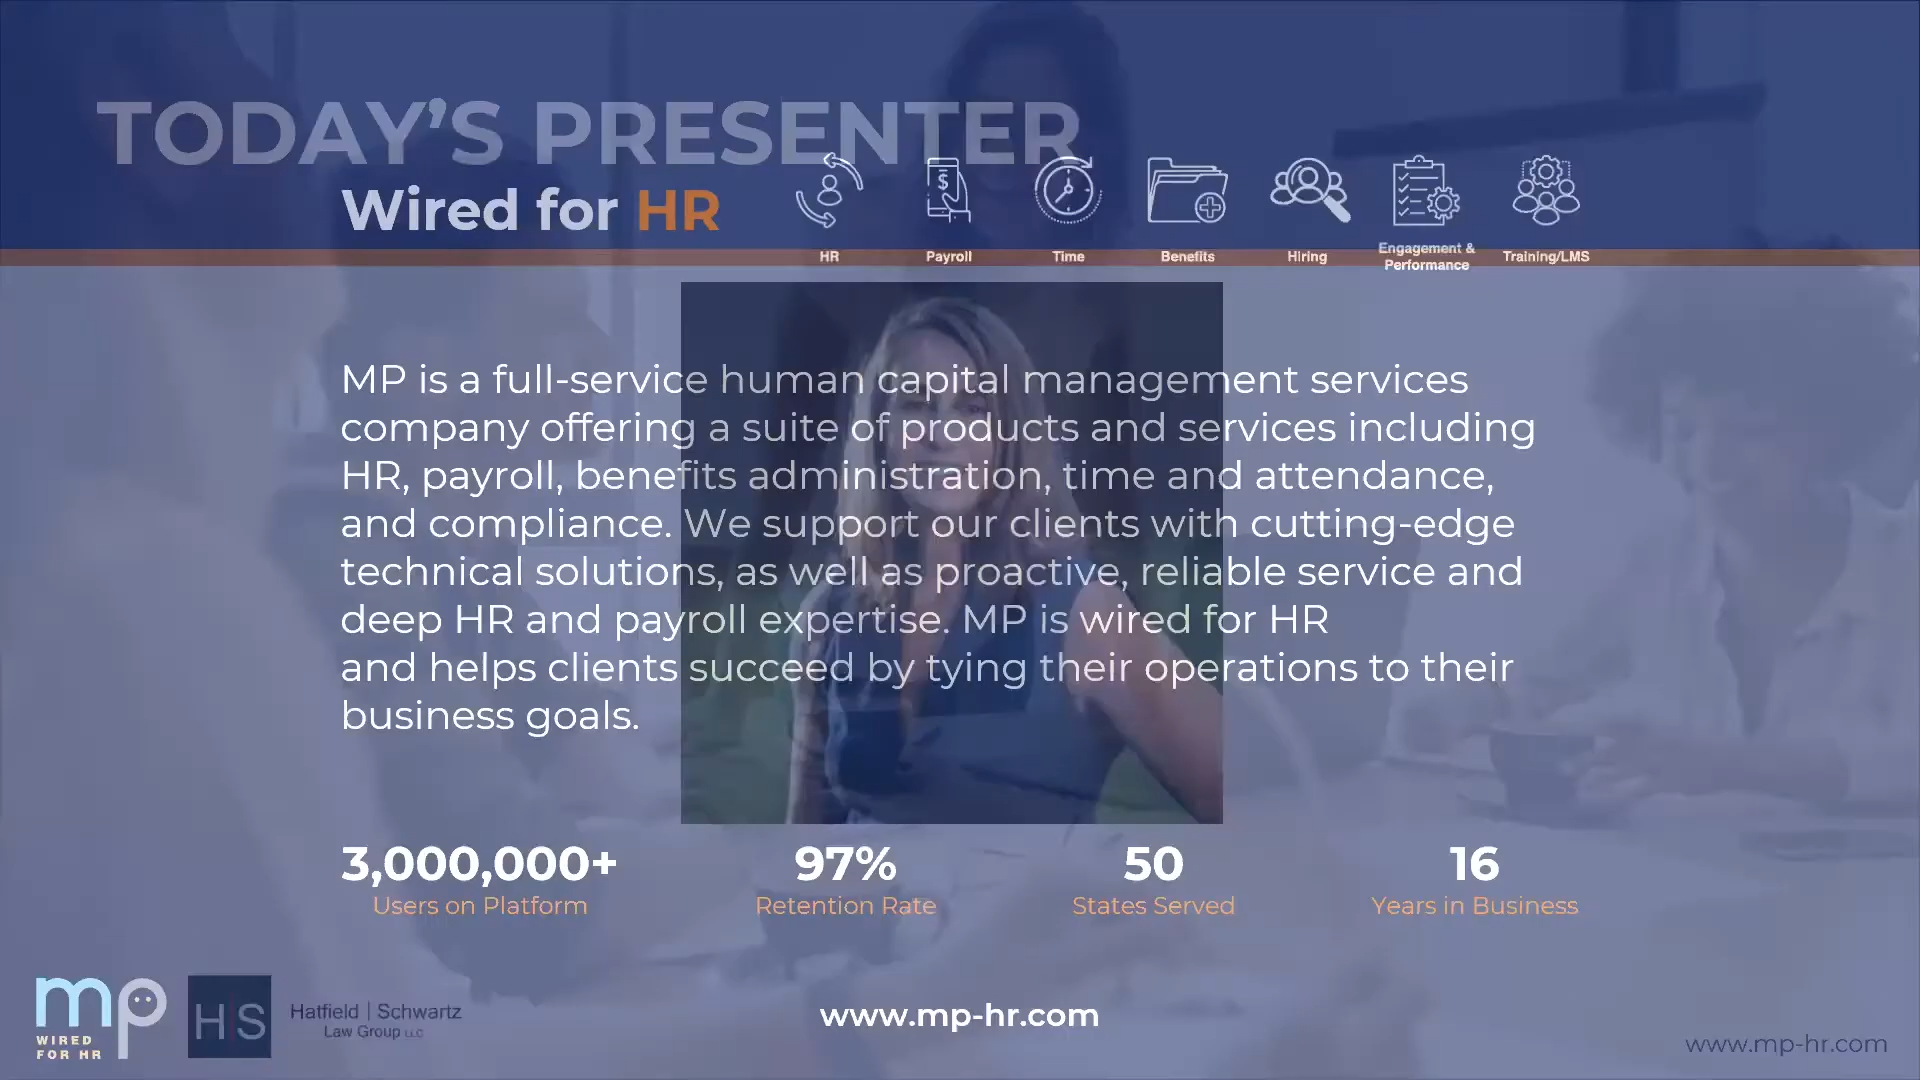 TODAY'S PRESENTER
Wired for HR
HR
Payroll
Time
Benefits
Hiring
Engagement &
Performance
Training/LMS
MP is a full-service human capital management services
company offering a suite of products and services including
HR, payroll, benefits administration, time and attendance,
and compliance. We support our clients with cutting-edge
technical solutions, as well as proactive, reliable service and
deep HR and payroll expertise. MP is wired for HR
and helps clients succeed by tying their operations to their
business goals.
3,000,000+
Users on Platform
97%
Retention Rate
50
States Served
16
Years in Business
mp
WIRED
FOR HR
H|S
Hatfield | Schwartz
Law Group LLC
www.mp-hr.com
www.mp-hr.com